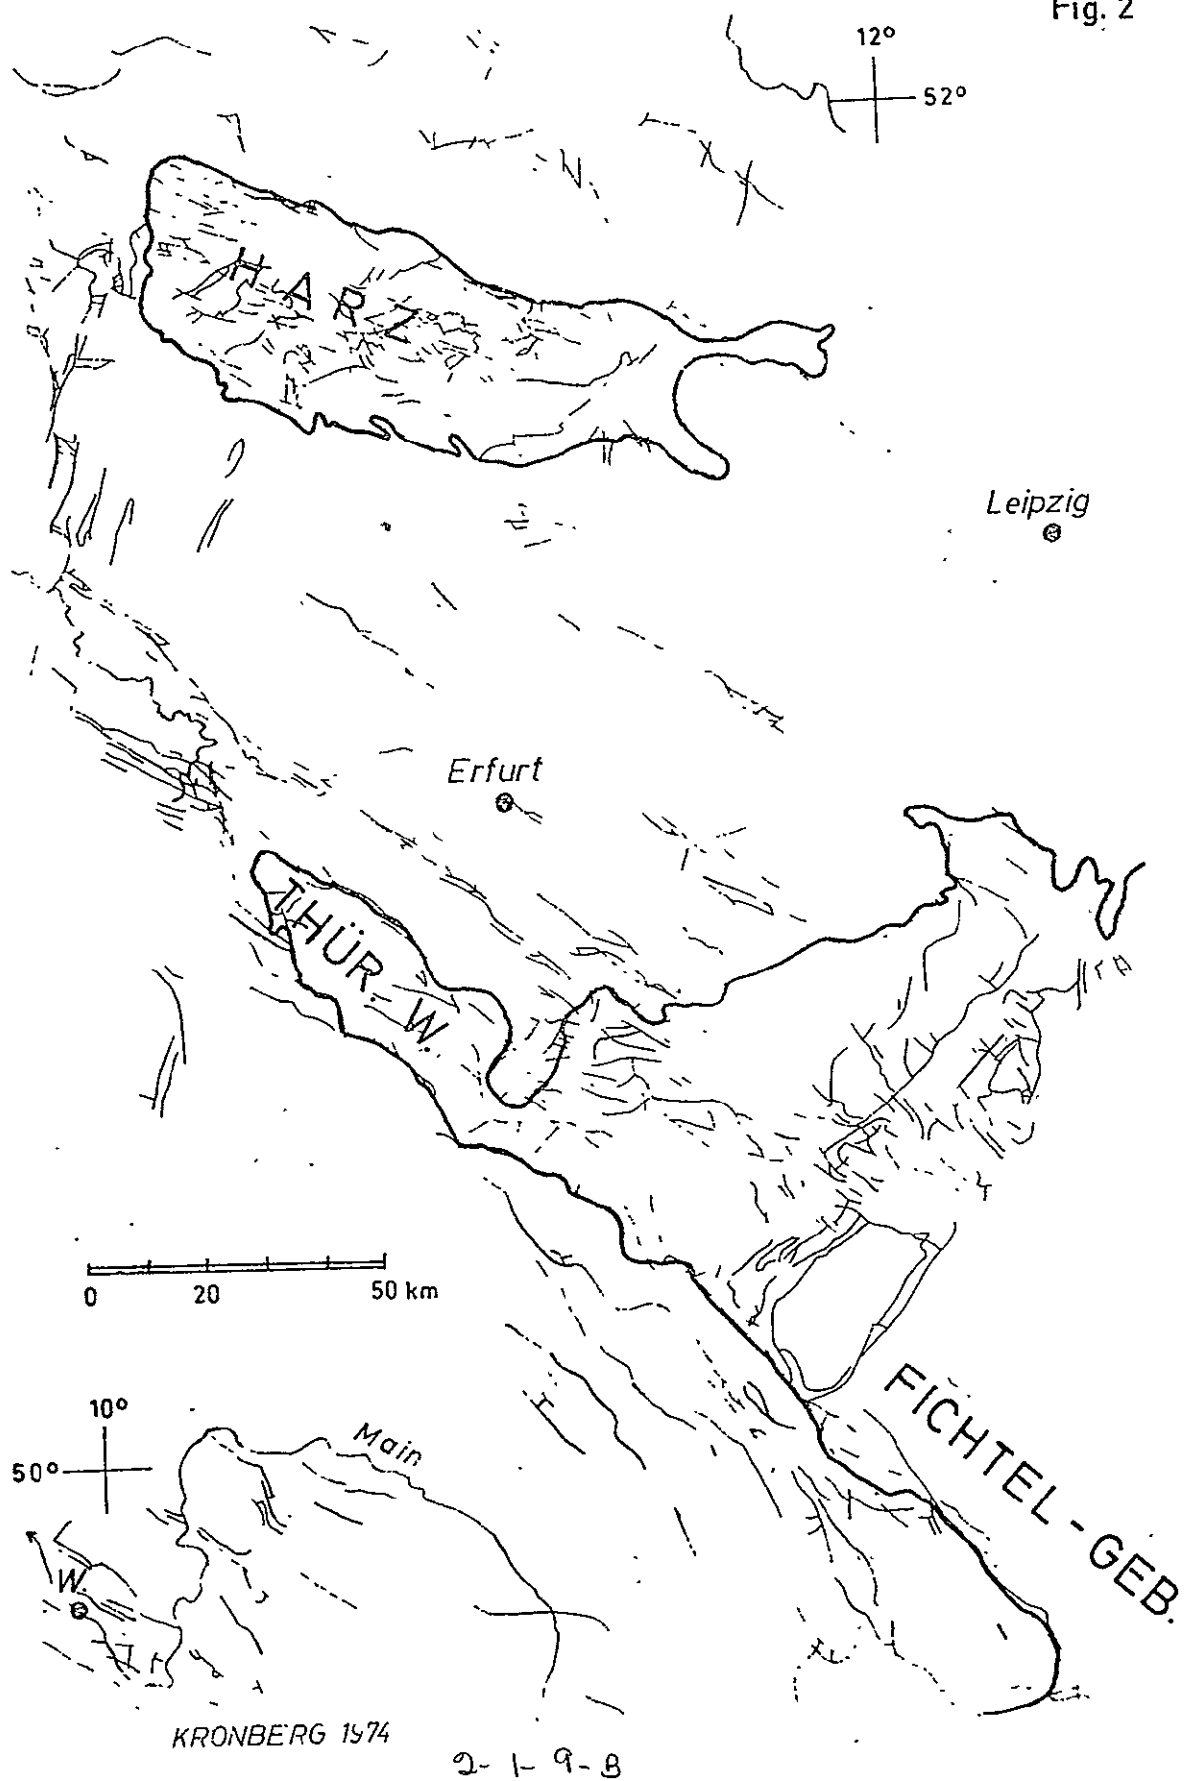 Fig. 2
12°
52°
HARZ
Leipzig
Erfurt
THÜR. W.
0 20 50 km
FICHTEL-GEB.
10°
50°
Main
W.
KRONBERG 1974
2-1-9-B